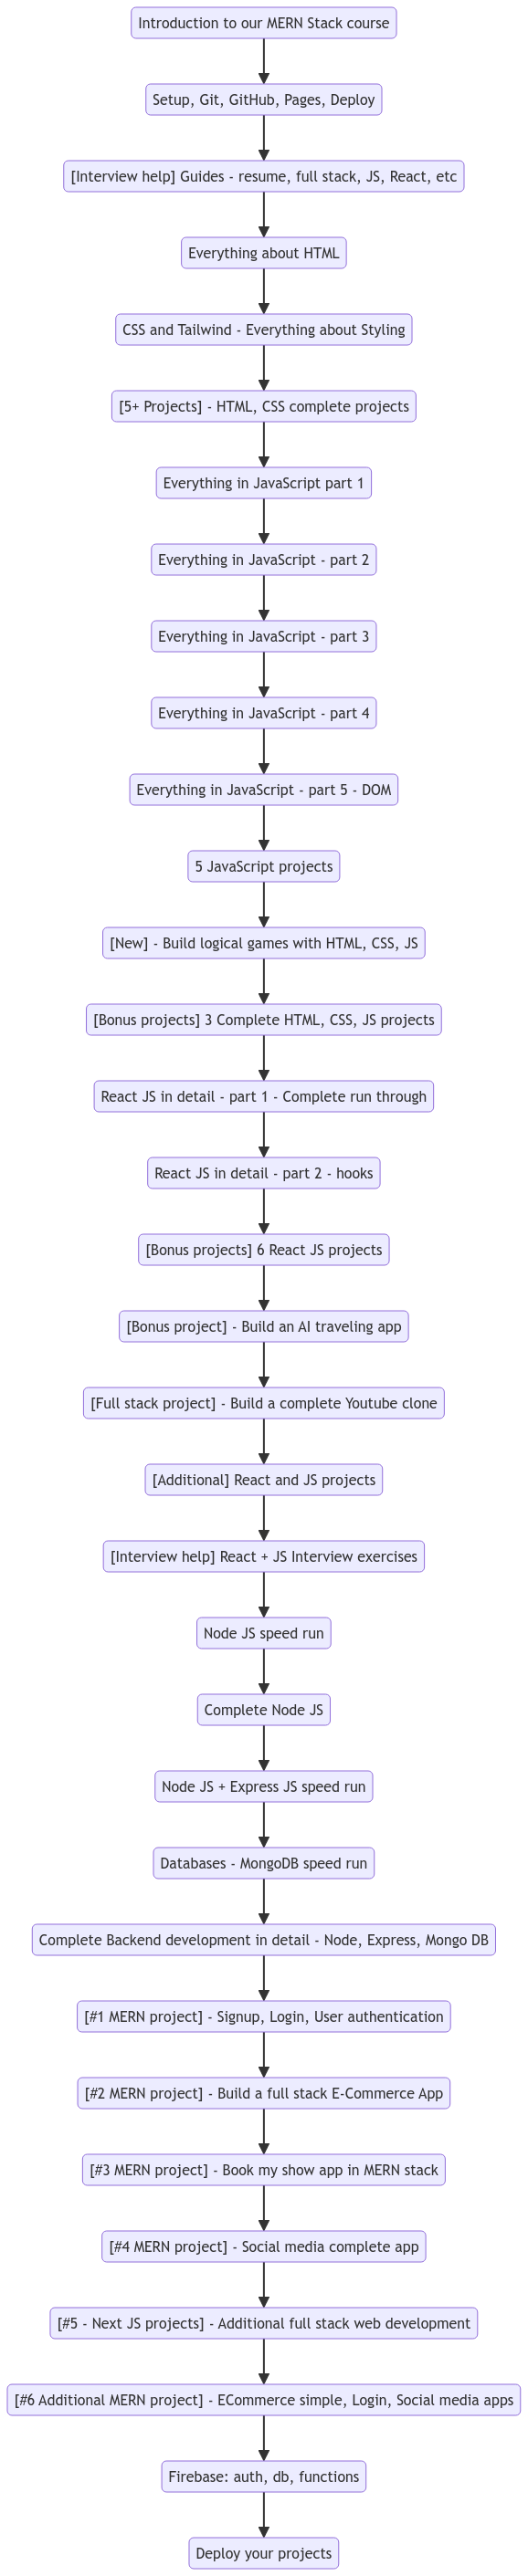 Introduction to our MERN Stack course
Setup, Git, GitHub, Pages, Deploy
[Interview help] Guides - resume, full stack, JS, React, etc
Everything about HTML
CSS and Tailwind - Everything about Styling
[5+ Projects] - HTML, CSS complete projects
Everything in JavaScript part 1
Everything in JavaScript - part 2
Everything in JavaScript - part 3
Everything in JavaScript - part 4
Everything in JavaScript - part 5 - DOM
5 JavaScript projects
[New] - Build logical games with HTML, CSS, JS
[Bonus projects] 3 Complete HTML, CSS, JS projects
React JS in detail - part 1 - Complete run through
React JS in detail - part 2 - hooks
[Bonus projects] 6 React JS projects
[Bonus project] - Build an AI traveling app
[Full stack project] - Build a complete Youtube clone
[Additional] React and JS projects
[Interview help] React + JS Interview exercises
Node JS speed run
Complete Node JS
Node JS + Express JS speed run
Databases - MongoDB speed run
Complete Backend development in detail - Node, Express, Mongo DB
[#1 MERN project] - Signup, Login, User authentication
[#2 MERN project] - Build a full stack E-Commerce App
[#3 MERN project] - Book my show app in MERN stack
[#4 MERN project] - Social media complete app
[#5 - Next JS projects] - Additional full stack web development
[#6 Additional MERN project] - ECommerce simple, Login, Social media apps
Firebase: auth, db, functions
Deploy your projects